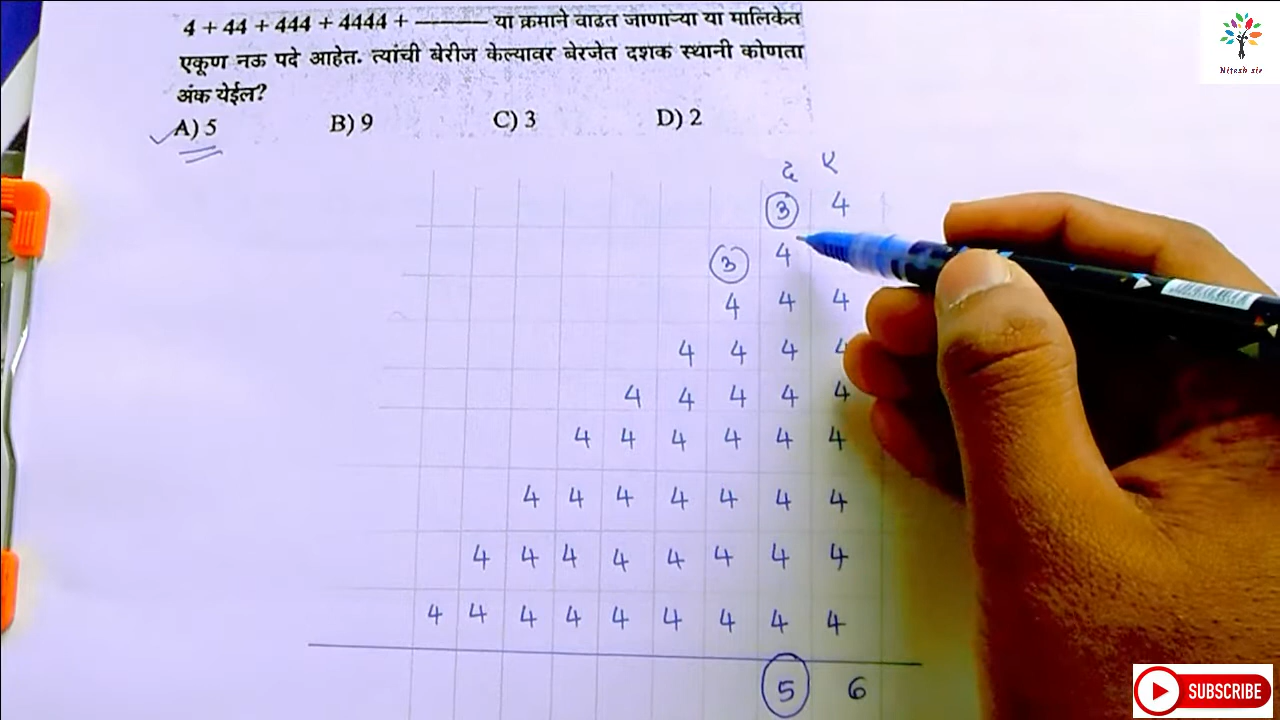 4 + 44 + 444 + 4444 + ——— या क्रमाने वाढत जाणाऱ्या या मालिकेत
एकूण नऊ पदे आहेत. त्यांची बेरीज केल्यावर बेरजेत दशक स्थानी कोणता
अंक येईल?
A) 5 B) 9 C) 3 D) 2
Nitesh sir
द ए
3 4
3 4
4 4 4
4 4 4 4
4 4 4 4 4
4 4 4 4 4 4
4 4 4 4 4 4 4
4 4 4 4 4 4 4 4
4 4 4 4 4 4 4 4 4
5 6
SUBSCRIBE